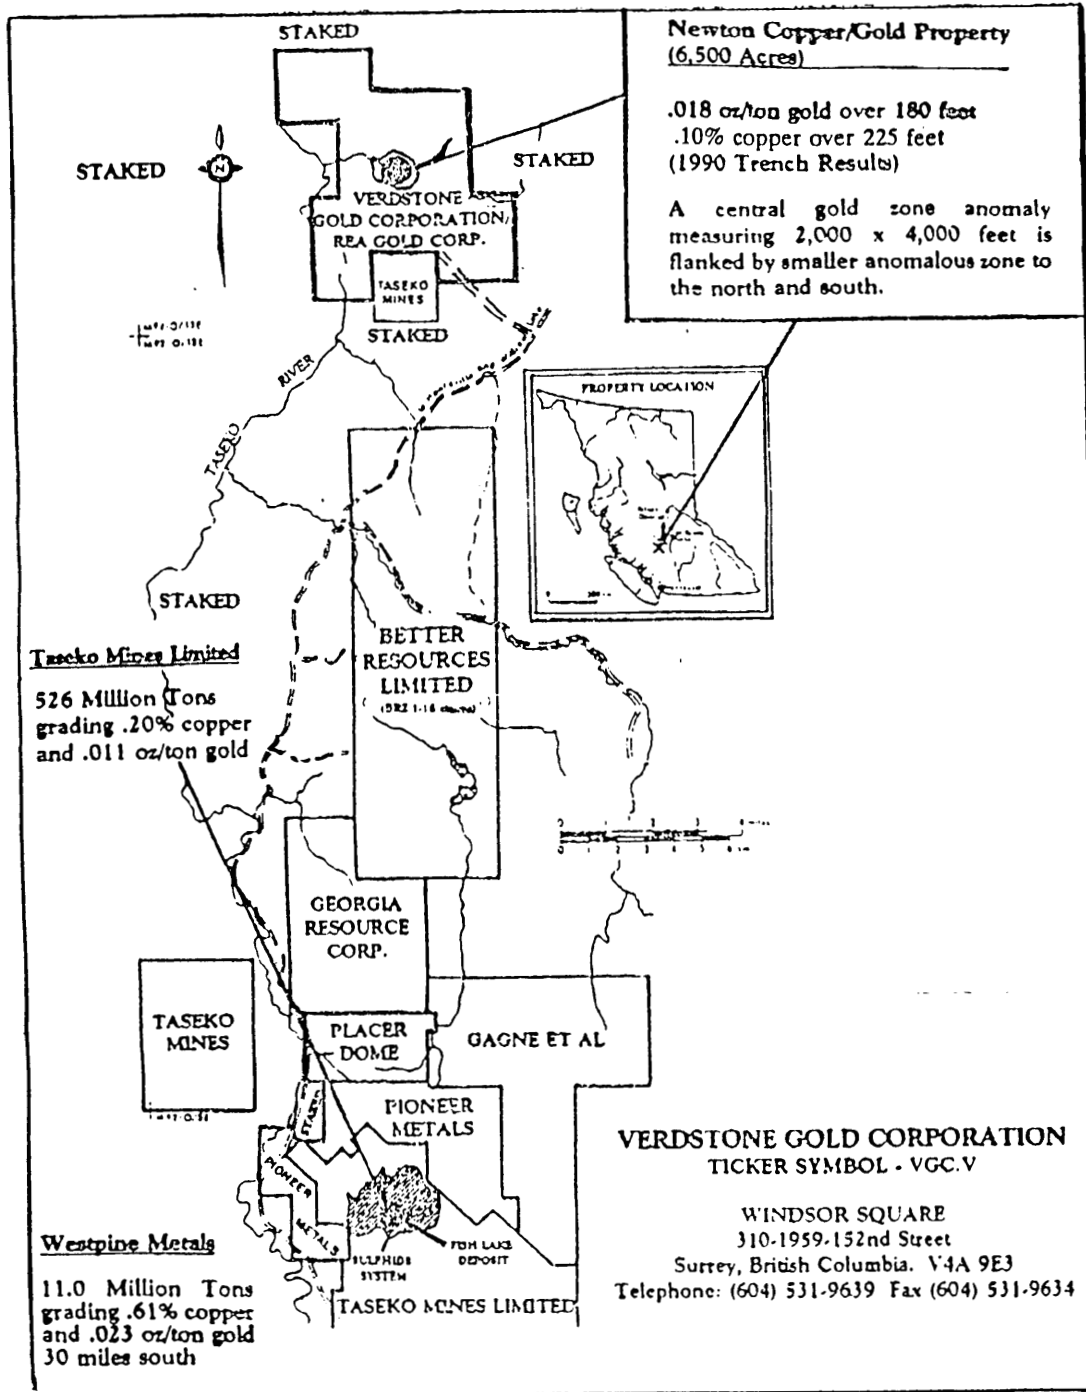 STAKED
Newton Copper/Gold Property
(6,500 Acres)
.018 oz/ton gold over 180 feet
.10% copper over 225 feet
(1990 Trench Results)
A central gold zone anomaly
measuring 2,000 x 4,000 feet is
flanked by smaller anomalous zone to
the north and south.
STAKED
N
STAKED
VERDSTONE
GOLD CORPORATION/
REA GOLD CORP.
TASEKO
MINES
STAKED
TASEKO RIVER
PROPERTY LOCATION
STAKED
Taseko Mines Limited
526 Million Tons
grading .20% copper
and .011 oz/ton gold
BETTER
RESOURCES
LIMITED
GEORGIA
RESOURCE
CORP.
TASEKO
MINES
PLACER
DOME
GAGNE ET AL
STAKED
PIONEER
METALS
PIONEER
METALS
SULPHIDE
SYSTEM
FISH LAKE
DEPOSIT
TASEKO MINES LIMITED
Westpine Metals
11.0 Million Tons
grading .61% copper
and .023 oz/ton gold
30 miles south
VERDSTONE GOLD CORPORATION
TICKER SYMBOL - VGC.V
WINDSOR SQUARE
310-1959-152nd Street
Surrey, British Columbia. V4A 9E3
Telephone: (604) 531-9639 Fax (604) 531-9634